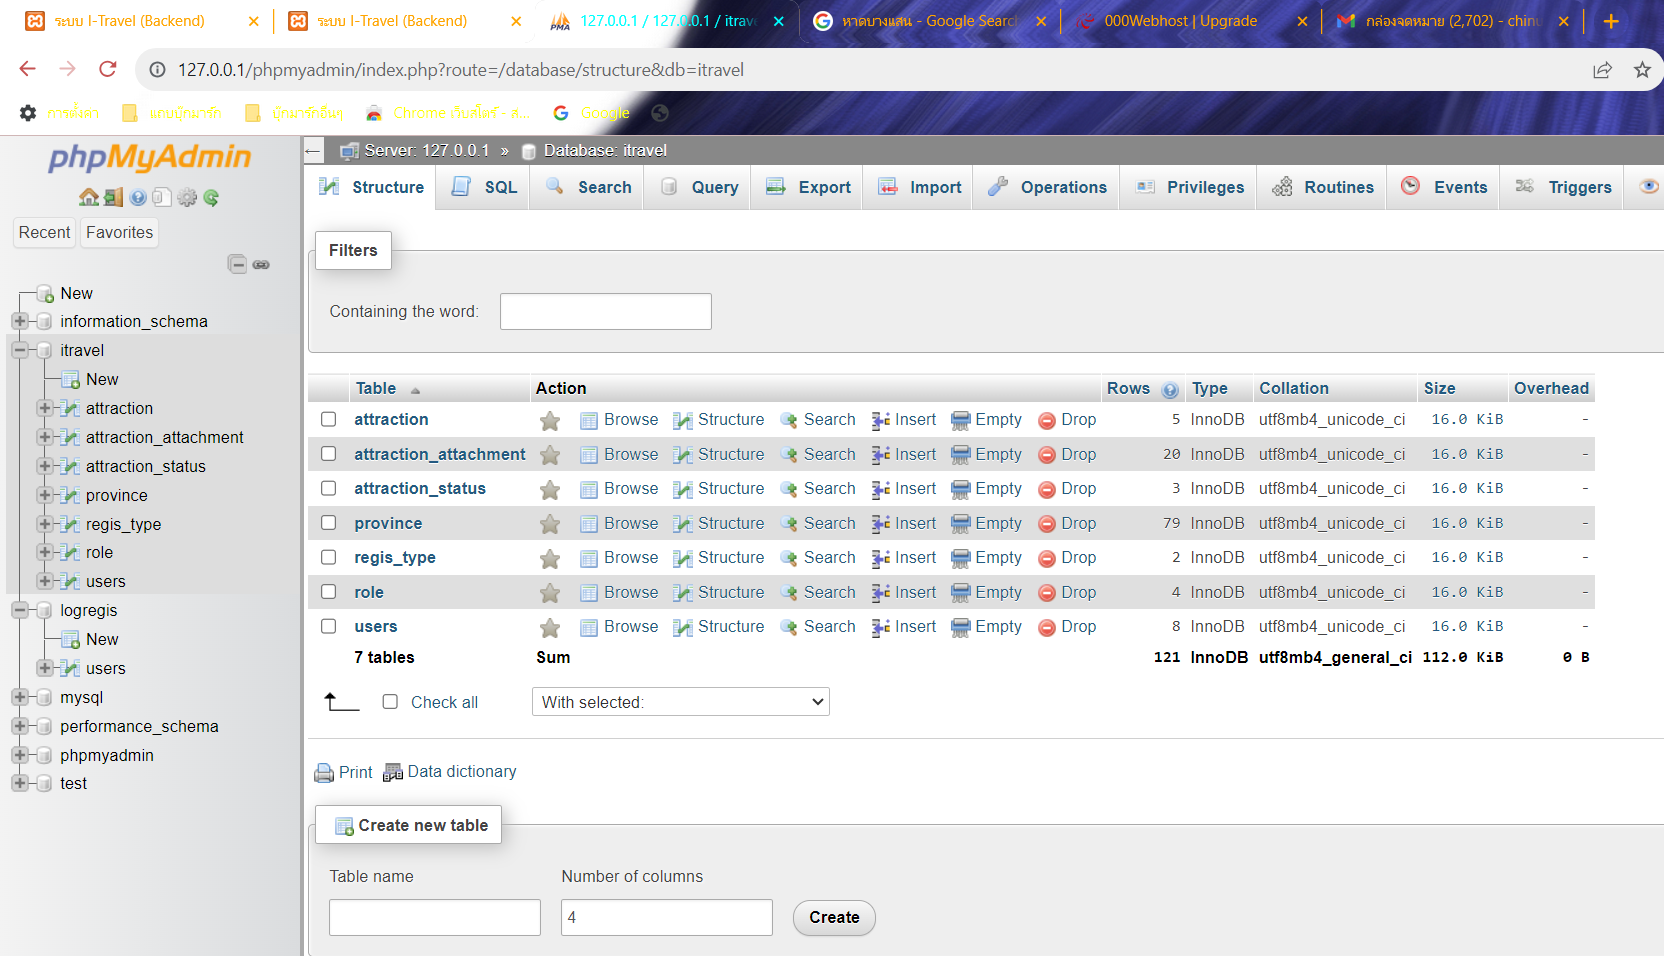 ระบบ I-Travel (Backend)
ระบบ I-Travel (Backend)
127.0.0.1 / 127.0.0.1 / itrave
หาดบางแสน - Google Search
000Webhost | Upgrade
กล่องจดหมาย (2,702) - chinu
127.0.0.1/phpmyadmin/index.php?route=/database/structure&db=itravel
การตั้งค่า
แถบบุ๊กมาร์ก
บุ๊กมาร์กอื่นๆ
Chrome เว็บสโตร์ - ส...
Google
phpMyAdmin
Recent
Favorites
New
information_schema
itravel
New
attraction
attraction_attachment
attraction_status
province
regis_type
role
users
logregis
New
users
mysql
performance_schema
phpmyadmin
test
Server: 127.0.0.1 » Database: itravel
Structure SQL Search Query Export Import Operations Privileges Routines Events Triggers
Filters
Containing the word:
Table Action Rows Type Collation Size Overhead
attraction Browse Structure Search Insert Empty Drop 5 InnoDB utf8mb4_unicode_ci 16.0 KiB -
attraction_attachment Browse Structure Search Insert Empty Drop 20 InnoDB utf8mb4_unicode_ci 16.0 KiB -
attraction_status Browse Structure Search Insert Empty Drop 3 InnoDB utf8mb4_unicode_ci 16.0 KiB -
province Browse Structure Search Insert Empty Drop 79 InnoDB utf8mb4_unicode_ci 16.0 KiB -
regis_type Browse Structure Search Insert Empty Drop 2 InnoDB utf8mb4_unicode_ci 16.0 KiB -
role Browse Structure Search Insert Empty Drop 4 InnoDB utf8mb4_unicode_ci 16.0 KiB -
users Browse Structure Search Insert Empty Drop 8 InnoDB utf8mb4_unicode_ci 16.0 KiB -
7 tables Sum 121 InnoDB utf8mb4_general_ci 112.0 KiB 0 B
Check all With selected:
Print Data dictionary
Create new table
Table name Number of columns
4 Create